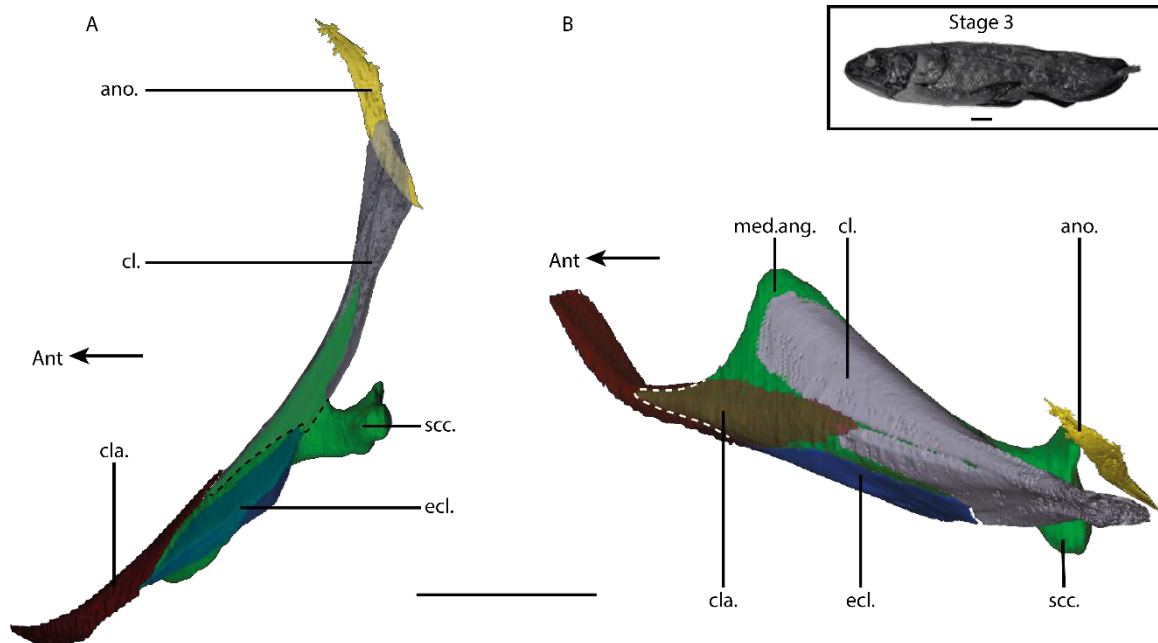 A
B
Stage 3
ano.
med.ang.
cl.
ano.
cl.
Ant
Ant
scc.
cla.
ecl.
cla.
ecl.
scc.